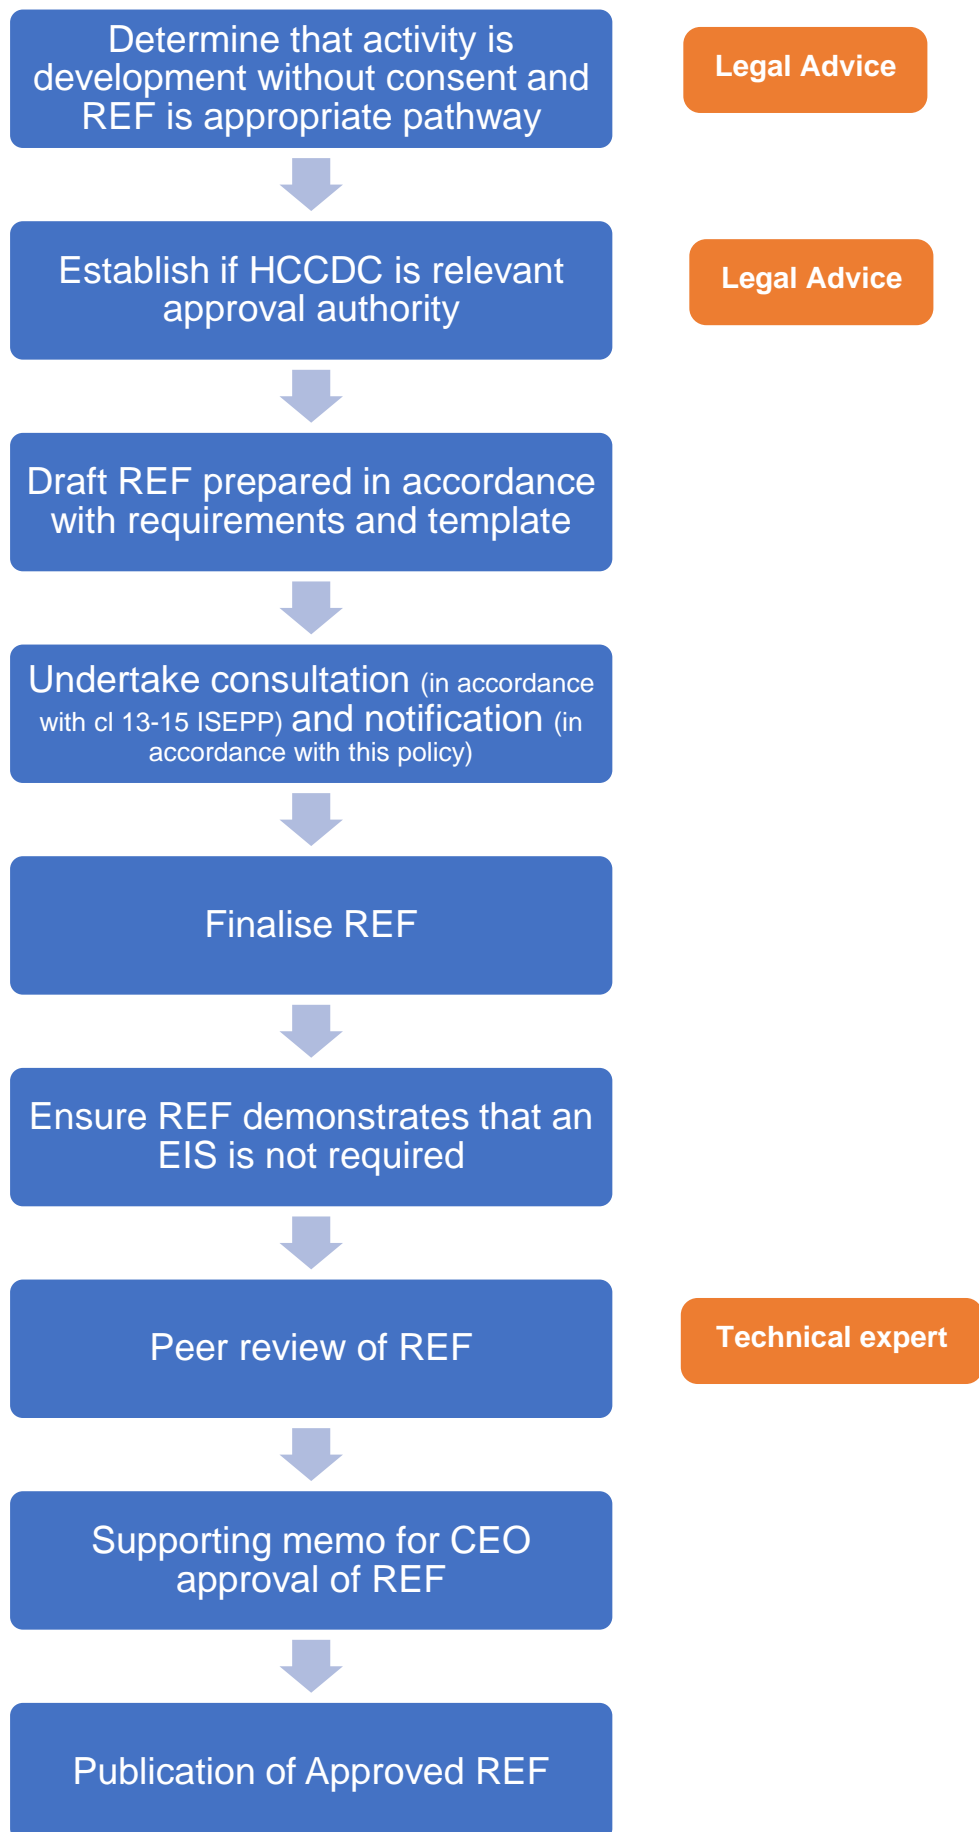 Determine that activity is
development without consent and
REF is appropriate pathway
Legal Advice
Establish if HCCDC is relevant
approval authority
Legal Advice
Draft REF prepared in accordance
with requirements and template
Undertake consultation (in accordance
with cl 13-15 ISEPP) and notification (in
accordance with this policy)
Finalise REF
Ensure REF demonstrates that an
EIS is not required
Peer review of REF
Technical expert
Supporting memo for CEO
approval of REF
Publication of Approved REF